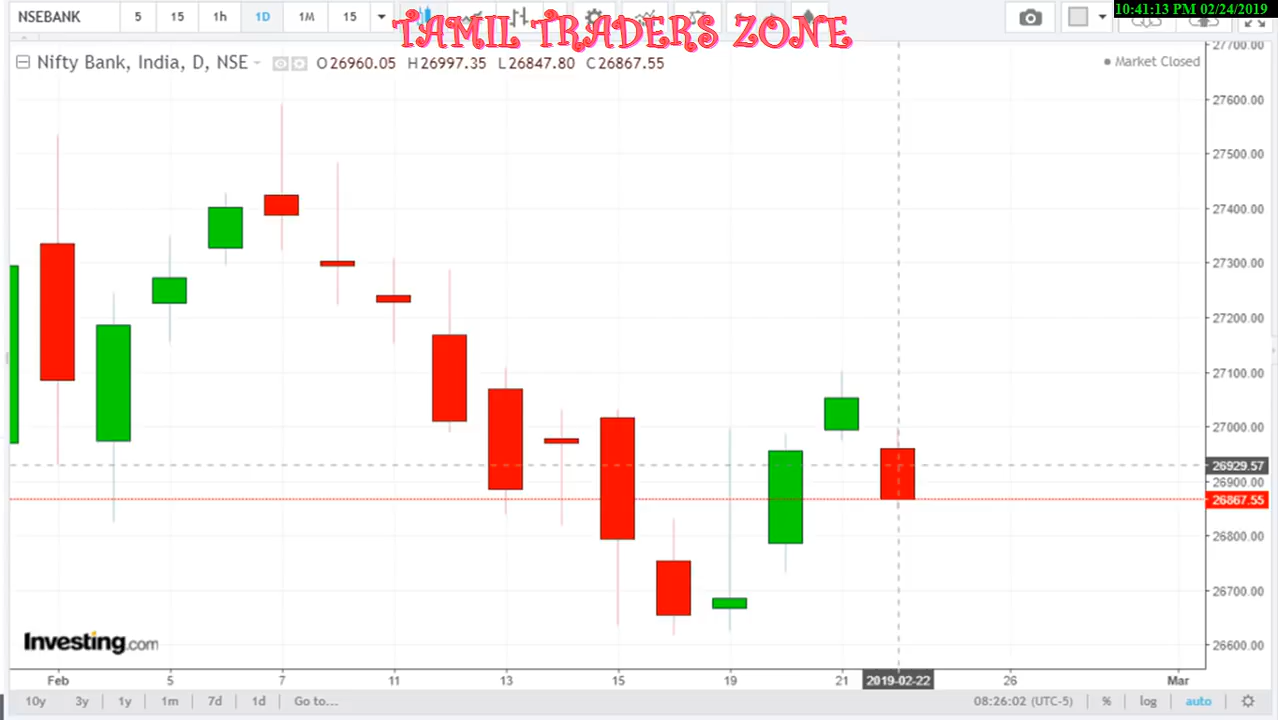 NSEBANK 5 15 1h 1D 1M 15
TAMIL TRADERS ZONE
10:41:13 PM 02/24/2019
Nifty Bank, India, D, NSE O26960.05 H26997.35 L26847.80 C26867.55
Market Closed
27700.00
27600.00
27500.00
27400.00
27300.00
27200.00
27100.00
27000.00
26929.57
26900.00
26867.55
26800.00
26700.00
26600.00
Investing.com
Feb 5 7 11 13 15 19 21 2019-02-22 26 Mar
10y 3y 1y 1m 7d 1d Go to... 08:26:02 (UTC-5) % log auto